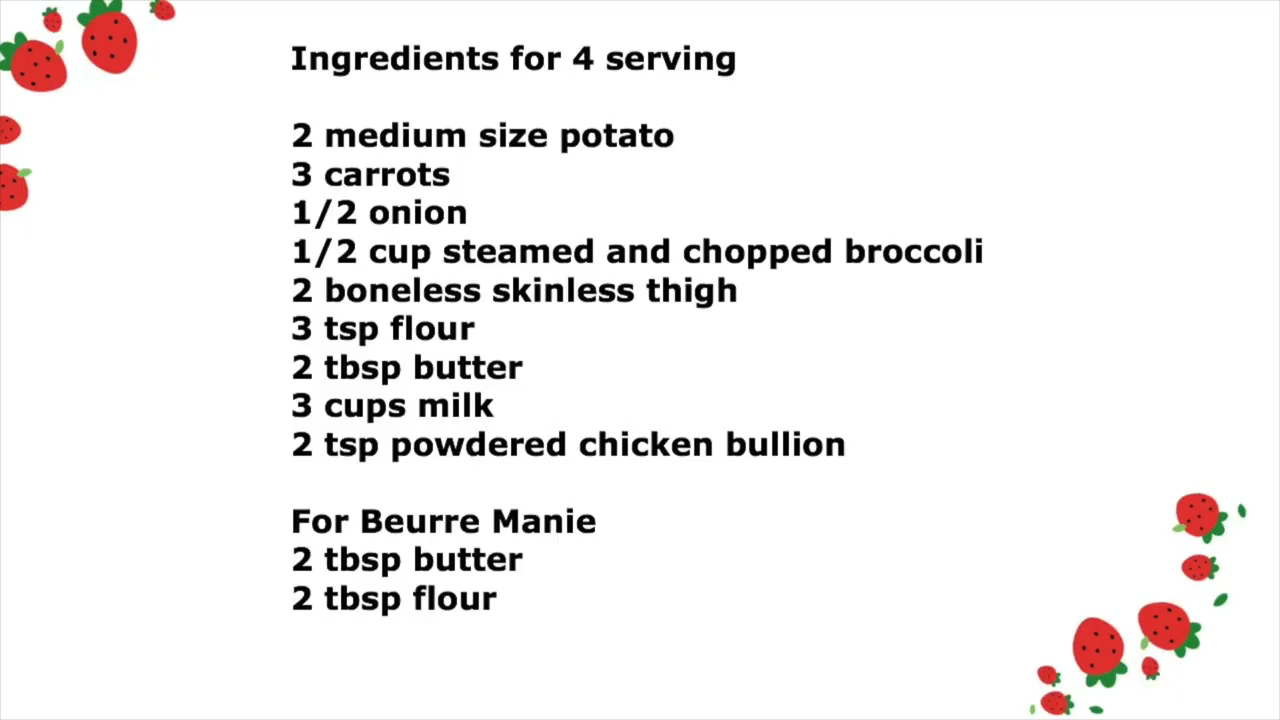 Ingredients for 4 serving
2 medium size potato
3 carrots
1/2 onion
1/2 cup steamed and chopped broccoli
2 boneless skinless thigh
3 tsp flour
2 tbsp butter
3 cups milk
2 tsp powdered chicken bullion
For Beurre Manie
2 tbsp butter
2 tbsp flour